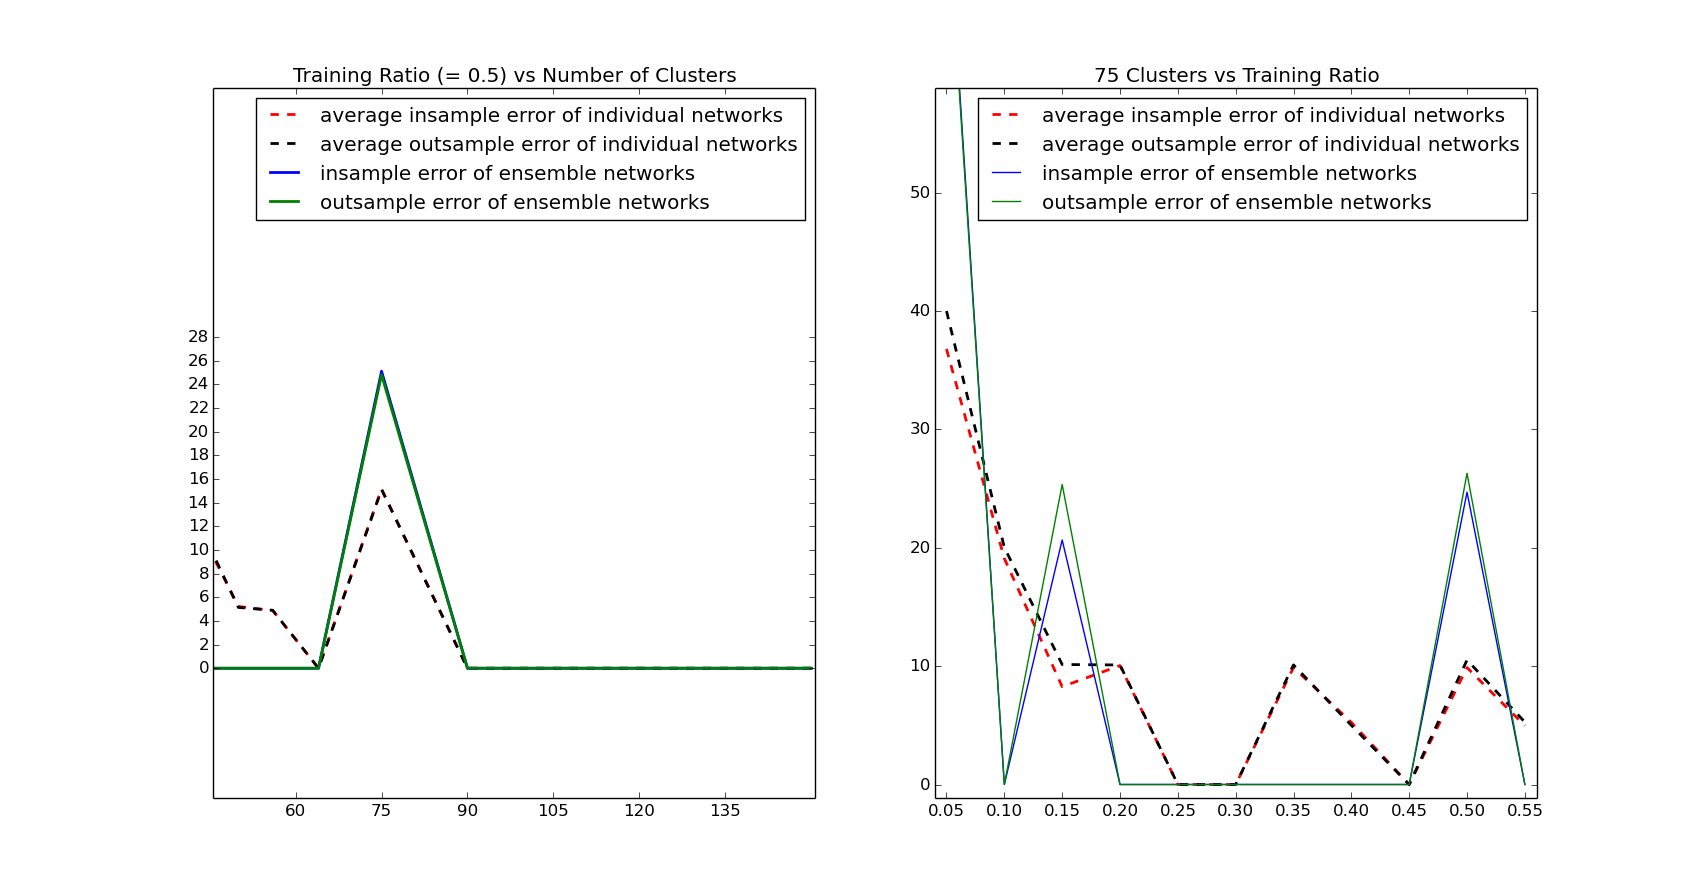 Training Ratio (= 0.5) vs Number of Clusters
average insample error of individual networks
average outsample error of individual networks
insample error of ensemble networks
outsample error of ensemble networks
28
26
24
22
20
18
16
14
12
10
8
6
4
2
0
60 75 90 105 120 135
75 Clusters vs Training Ratio
average insample error of individual networks
average outsample error of individual networks
insample error of ensemble networks
outsample error of ensemble networks
50
40
30
20
10
0
0.05 0.10 0.15 0.20 0.25 0.30 0.35 0.40 0.45 0.50 0.55